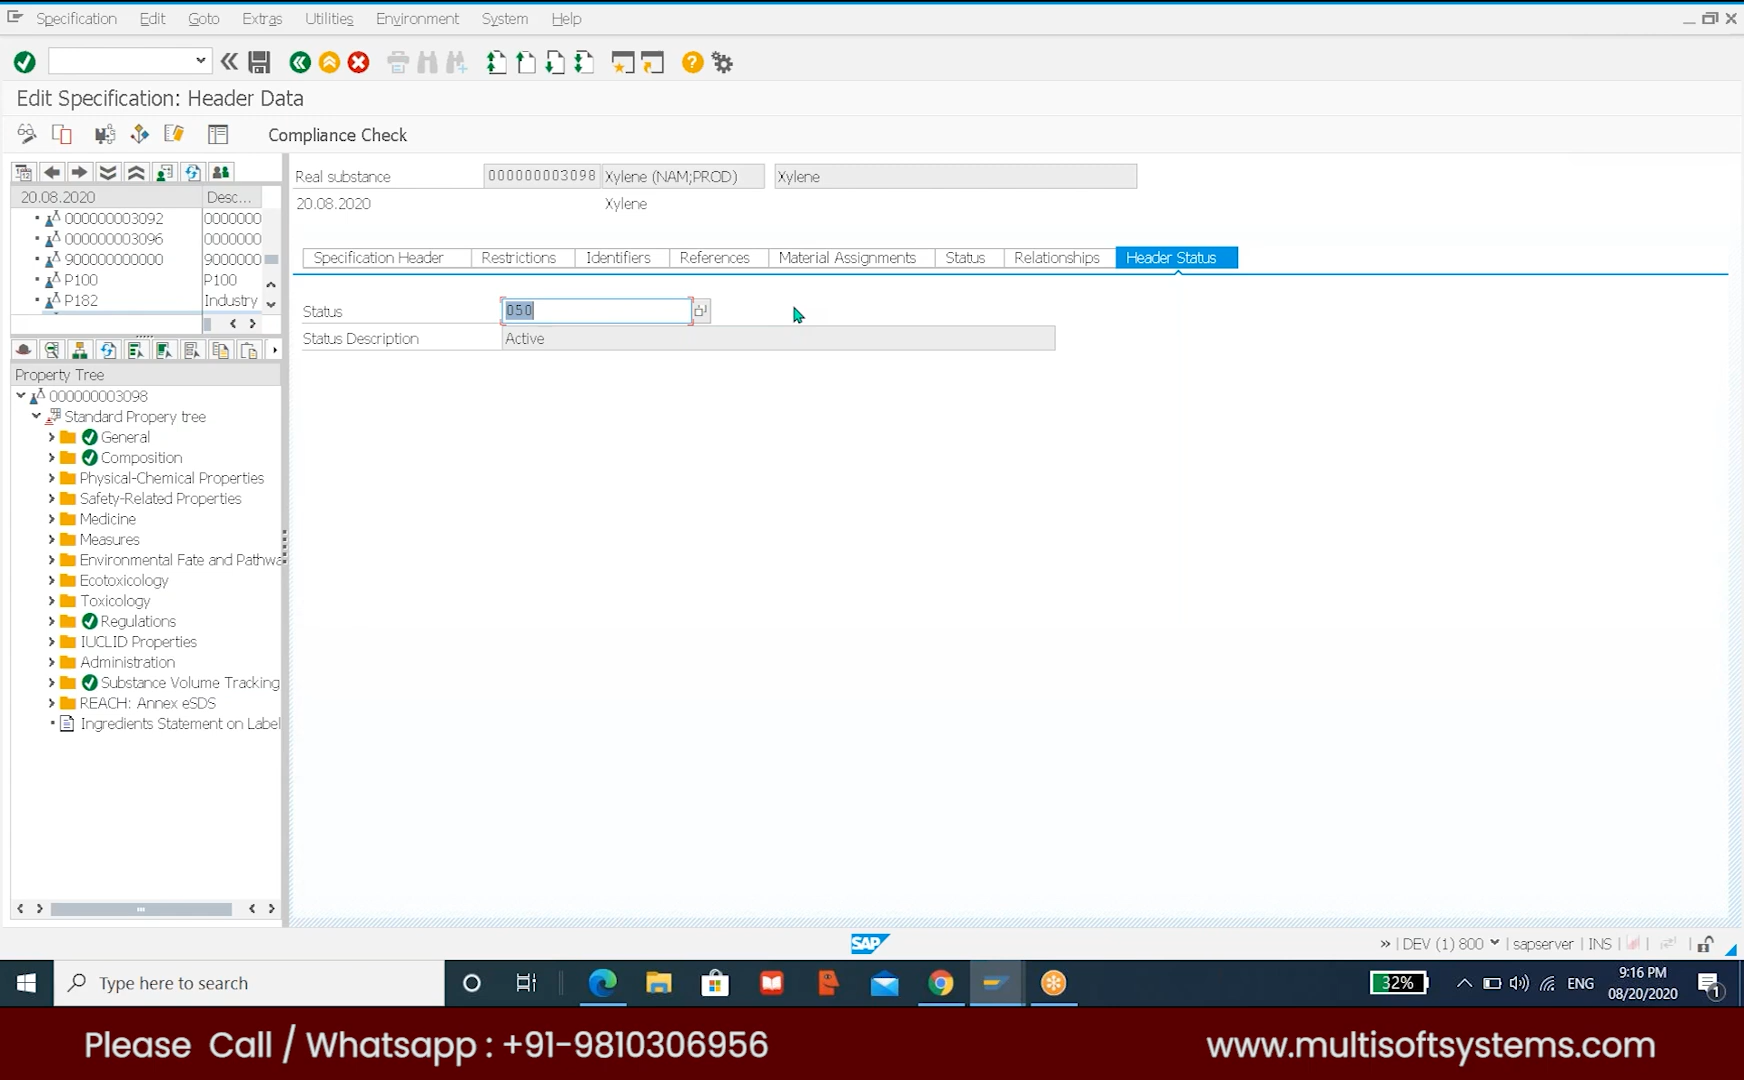 Specification Edit Goto Extras Utilities Environment System Help
Edit Specification: Header Data
Compliance Check
20.08.2020 Desc...
000000003092 0000000
000000003096 0000000
900000000000 9000000
P100 P100
P182 Industry
Property Tree
000000003098
Standard Propery tree
General
Composition
Physical-Chemical Properties
Safety-Related Properties
Medicine
Measures
Environmental Fate and Pathwa
Ecotoxicology
Toxicology
Regulations
IUCLID Properties
Administration
Substance Volume Tracking
REACH: Annex eSDS
Ingredients Statement on Label
Real substance 000000003098 Xylene (NAM;PROD) Xylene
20.08.2020 Xylene
Specification Header Restrictions Identifiers References Material Assignments Status Relationships Header Status
Status 050
Status Description Active
SAP » | DEV (1) 800 | sapserver | INS
Type here to search 32% ENG 9:16 PM
08/20/2020 1
Please Call / Whatsapp : +91-9810306956 www.multisoftsystems.com